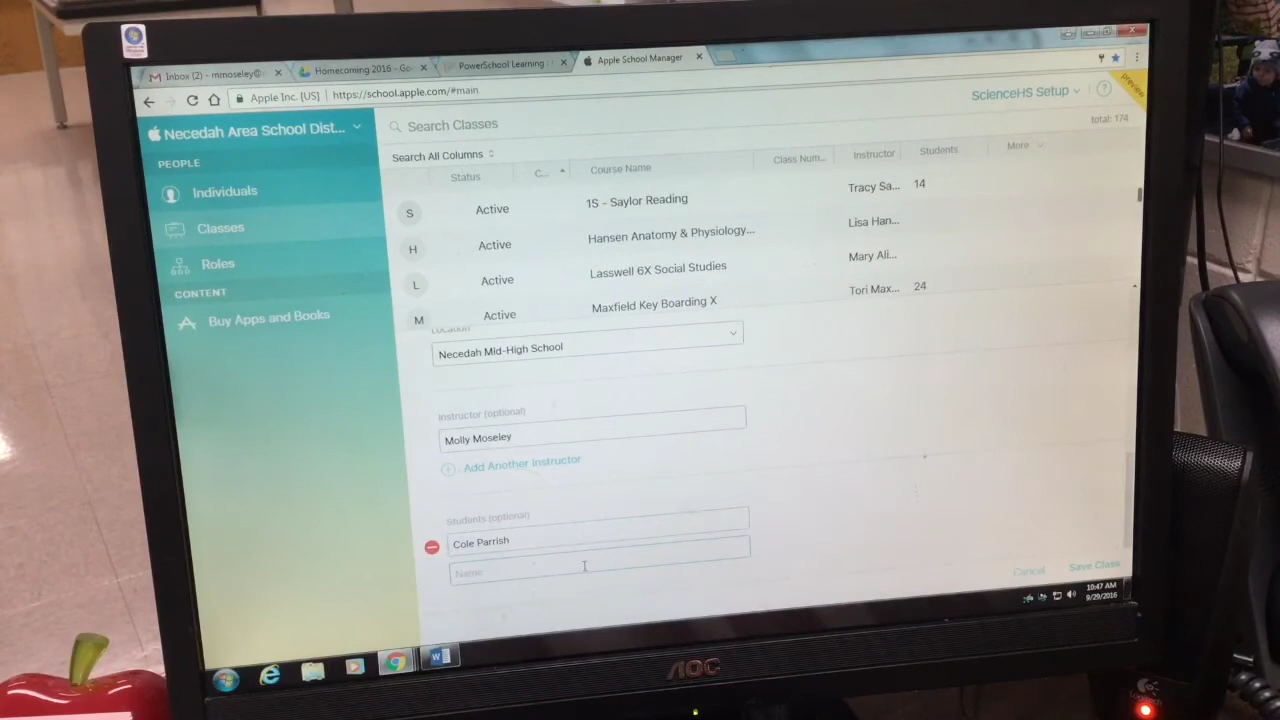 Inbox (2) - mmoseley@
Homecoming 2016 - Go
PowerSchool Learning
Apple School Manager
Apple Inc. [US] https://school.apple.com/#main
preview
Necedah Area School Dist...
Search Classes
ScienceHS Setup
?
total: 174
PEOPLE
Individuals
Classes
Roles
CONTENT
Buy Apps and Books
Search All Columns
Status C... Course Name Class Num... Instructor Students More
S Active 1S - Saylor Reading Tracy Sa... 14
H Active Hansen Anatomy & Physiology... Lisa Han...
L Active Lasswell 6X Social Studies Mary Ali...
M Active Maxfield Key Boarding X Tori Max... 24
Location
Necedah Mid-High School
Instructor (optional)
Molly Moseley
Add Another Instructor
Students (optional)
Cole Parrish
Name
Cancel Save Class
10:47 AM
9/29/2016
AOC
Logitech